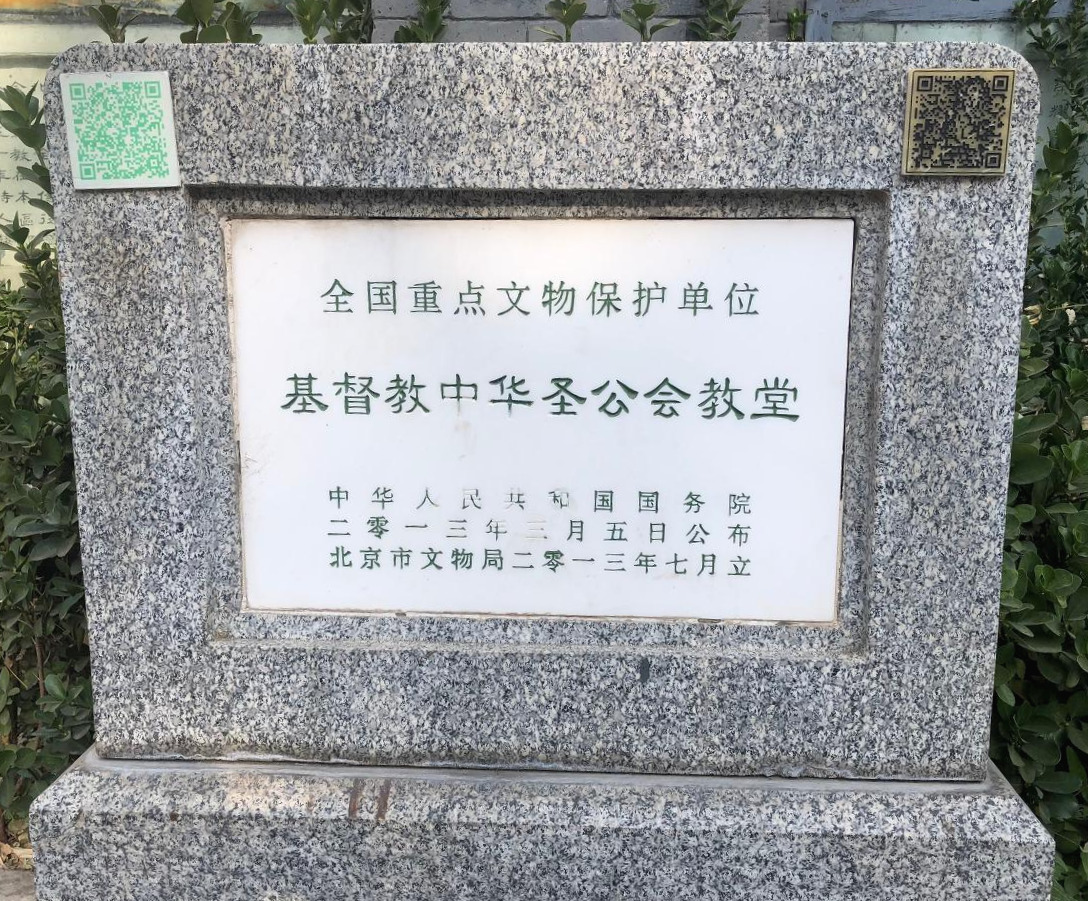 全国重点文物保护单位
基督教中华圣公会教堂
中华人民共和国国务院
二零一三年三月五日公布
北京市文物局二零一三年七月立